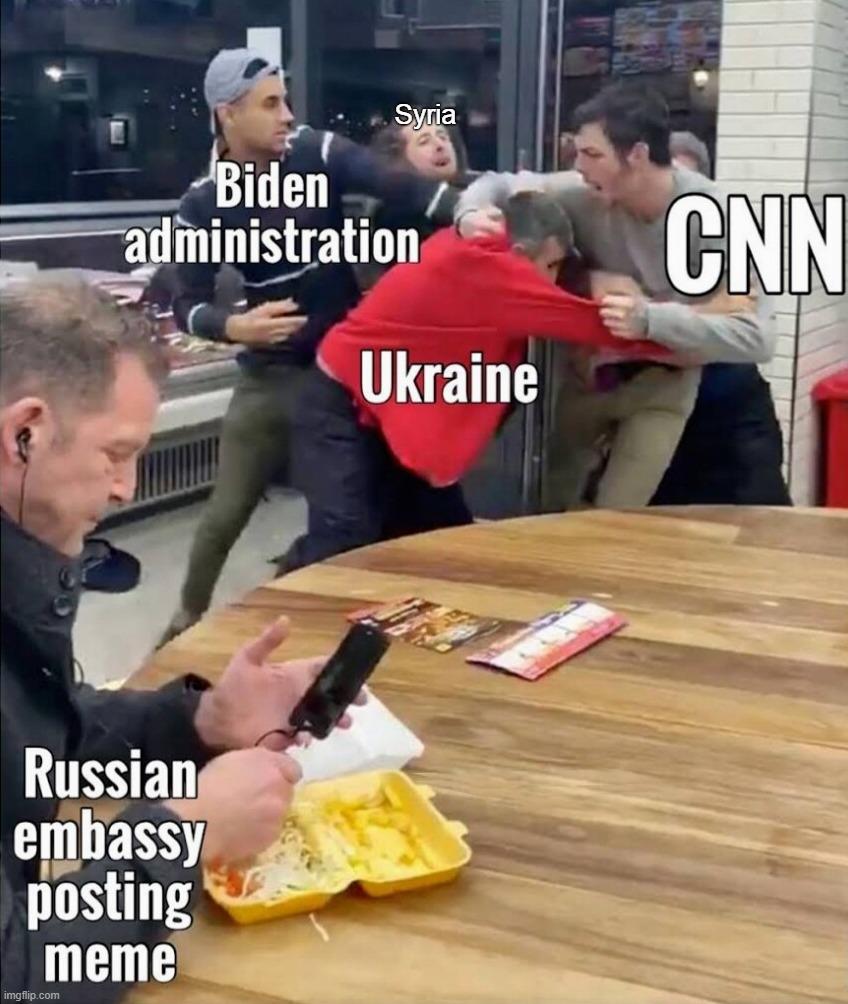 Syria
Biden
administration
CNN
Ukraine
Russian
embassy
posting
meme
imgflip.com